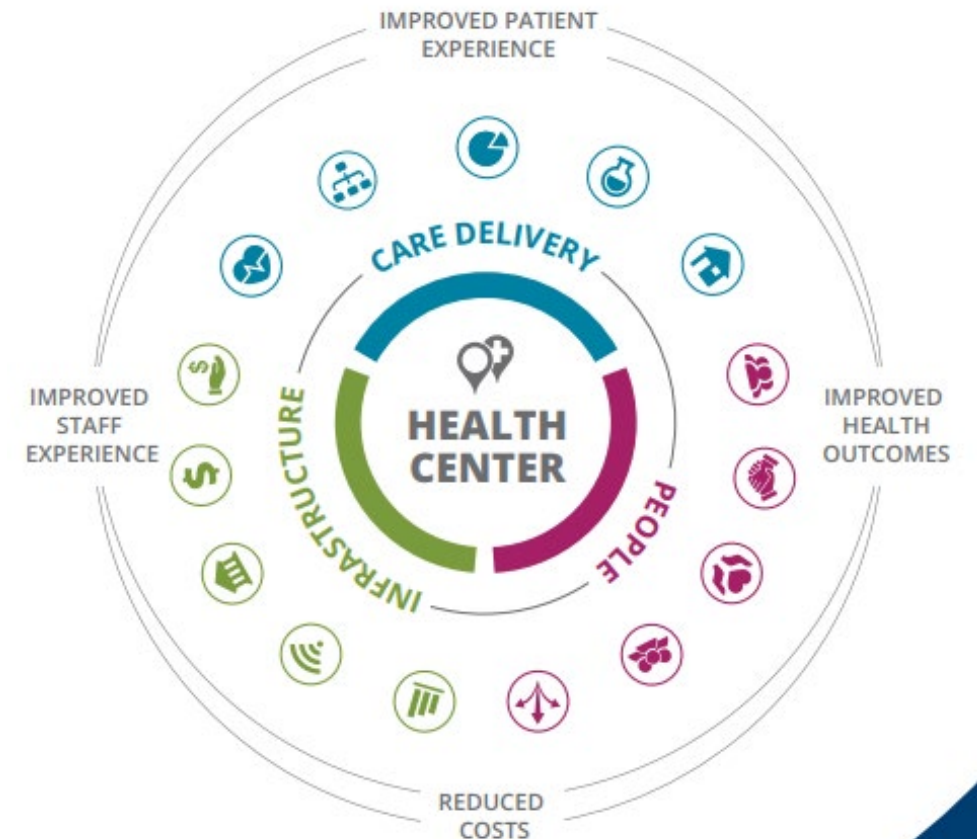 IMPROVED PATIENT
EXPERIENCE
CARE DELIVERY
IMPROVED
STAFF
EXPERIENCE
INFRASTRUCTURE
HEALTH
CENTER
PEOPLE
IMPROVED
HEALTH
OUTCOMES
REDUCED
COSTS